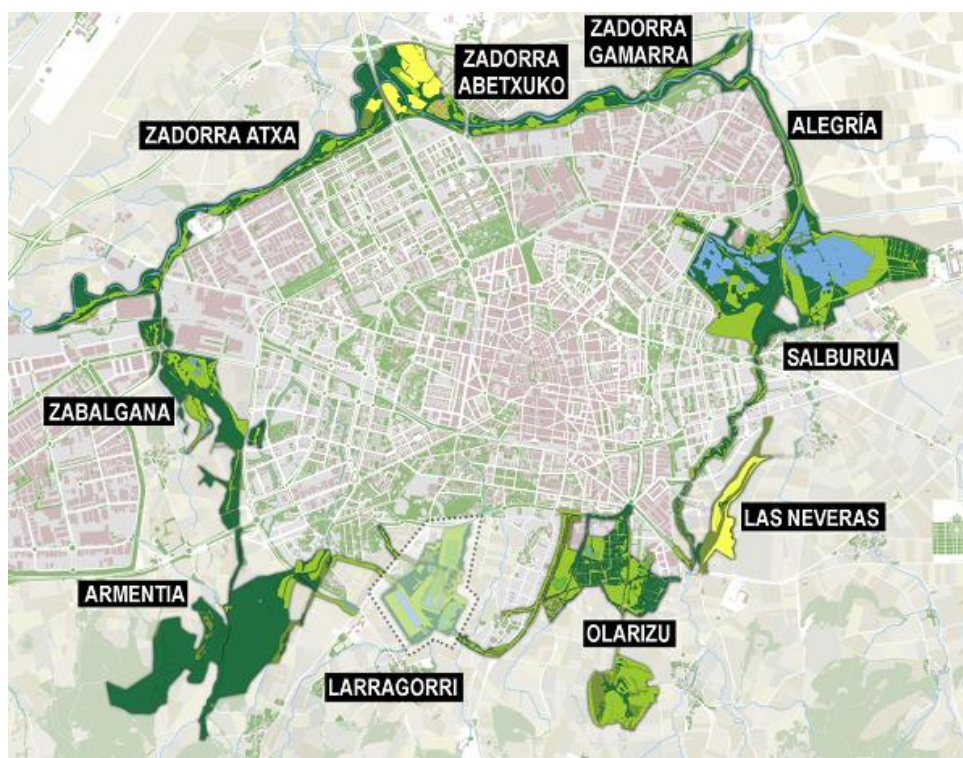 ZADORRA
GAMARRA
ZADORRA
ABETXUKO
ZADORRA ATXA
ALEGRÍA
SALBURUA
ZABALGANA
LAS NEVERAS
ARMENTIA
OLARIZU
LARRAGORRI